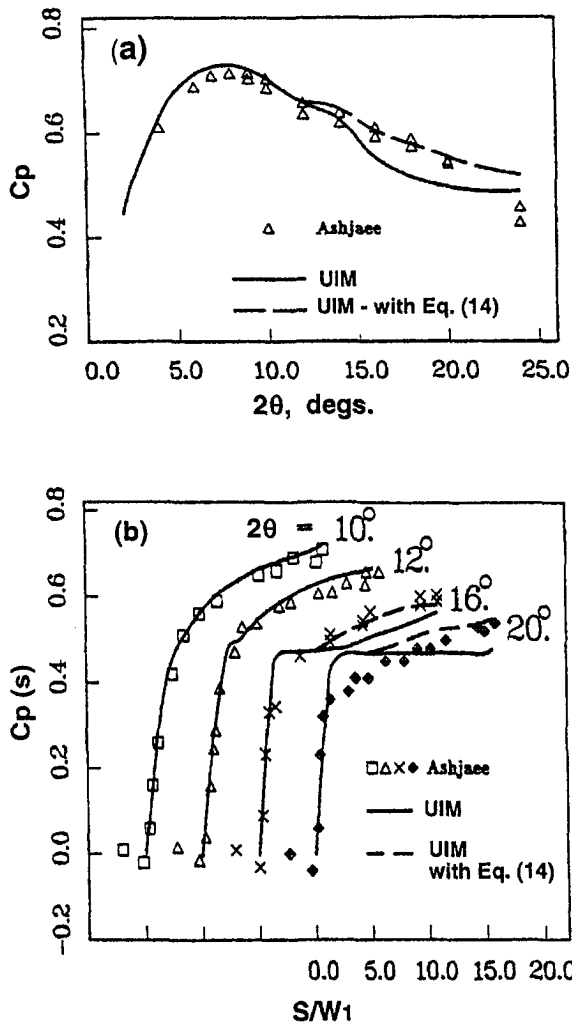 (a)
0.8
0.6
0.4
0.2
Cp
△ Ashjaee
UIM
UIM - with Eq. (14)
0.0 5.0 10.0 15.0 20.0 25.0
2θ, degs.
(b)
2θ = 10.°
12.°
16.°
20.°
0.8
0.6
0.4
0.2
0.0
−0.2
Cp (s)
□△×◆ Ashjaee
UIM
UIM
with Eq. (14)
0.0 5.0 10.0 15.0 20.0
S/W1